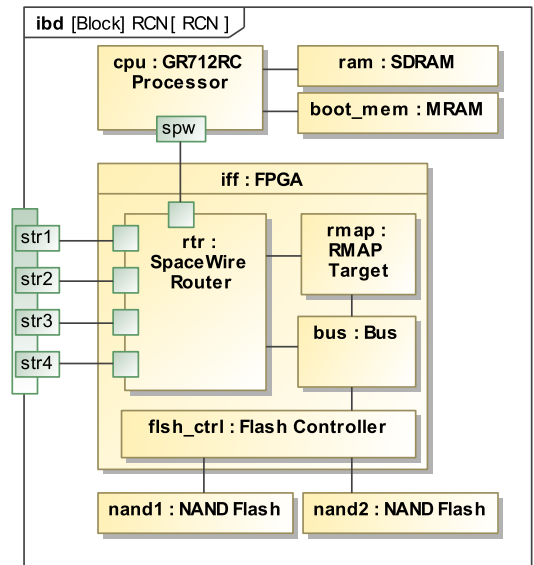 ibd [Block] RCN[ RCN ]
cpu : GR712RC
Processor
ram : SDRAM
boot_mem : MRAM
spw
iff : FPGA
str1
str2
str3
str4
rtr :
SpaceWire
Router
rmap :
RMAP
Target
bus : Bus
flsh_ctrl : Flash Controller
nand1 : NAND Flash
nand2 : NAND Flash